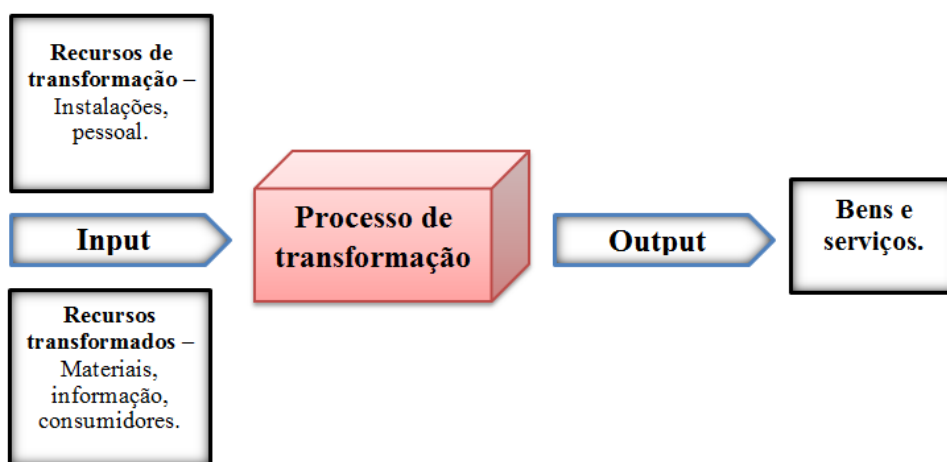 Recursos de
transformação –
Instalações,
pessoal.
Input
Recursos
transformados –
Materiais,
informação,
consumidores.
Processo de
transformação
Output
Bens e
serviços.